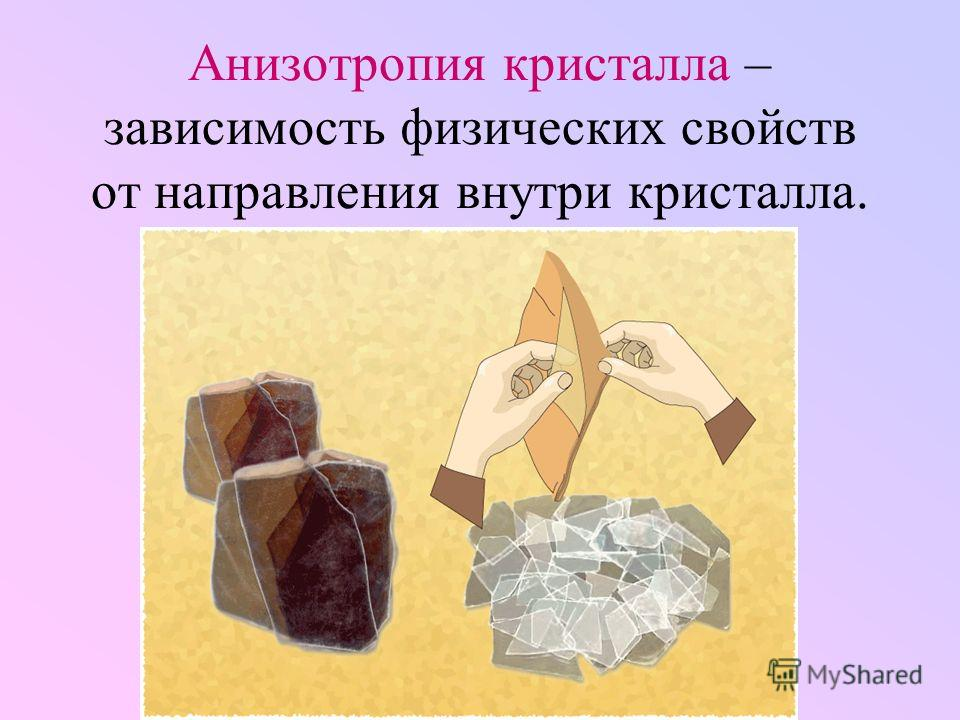 Анизотропия кристалла –
зависимость физических свойств
от направления внутри кристалла.
MyShared